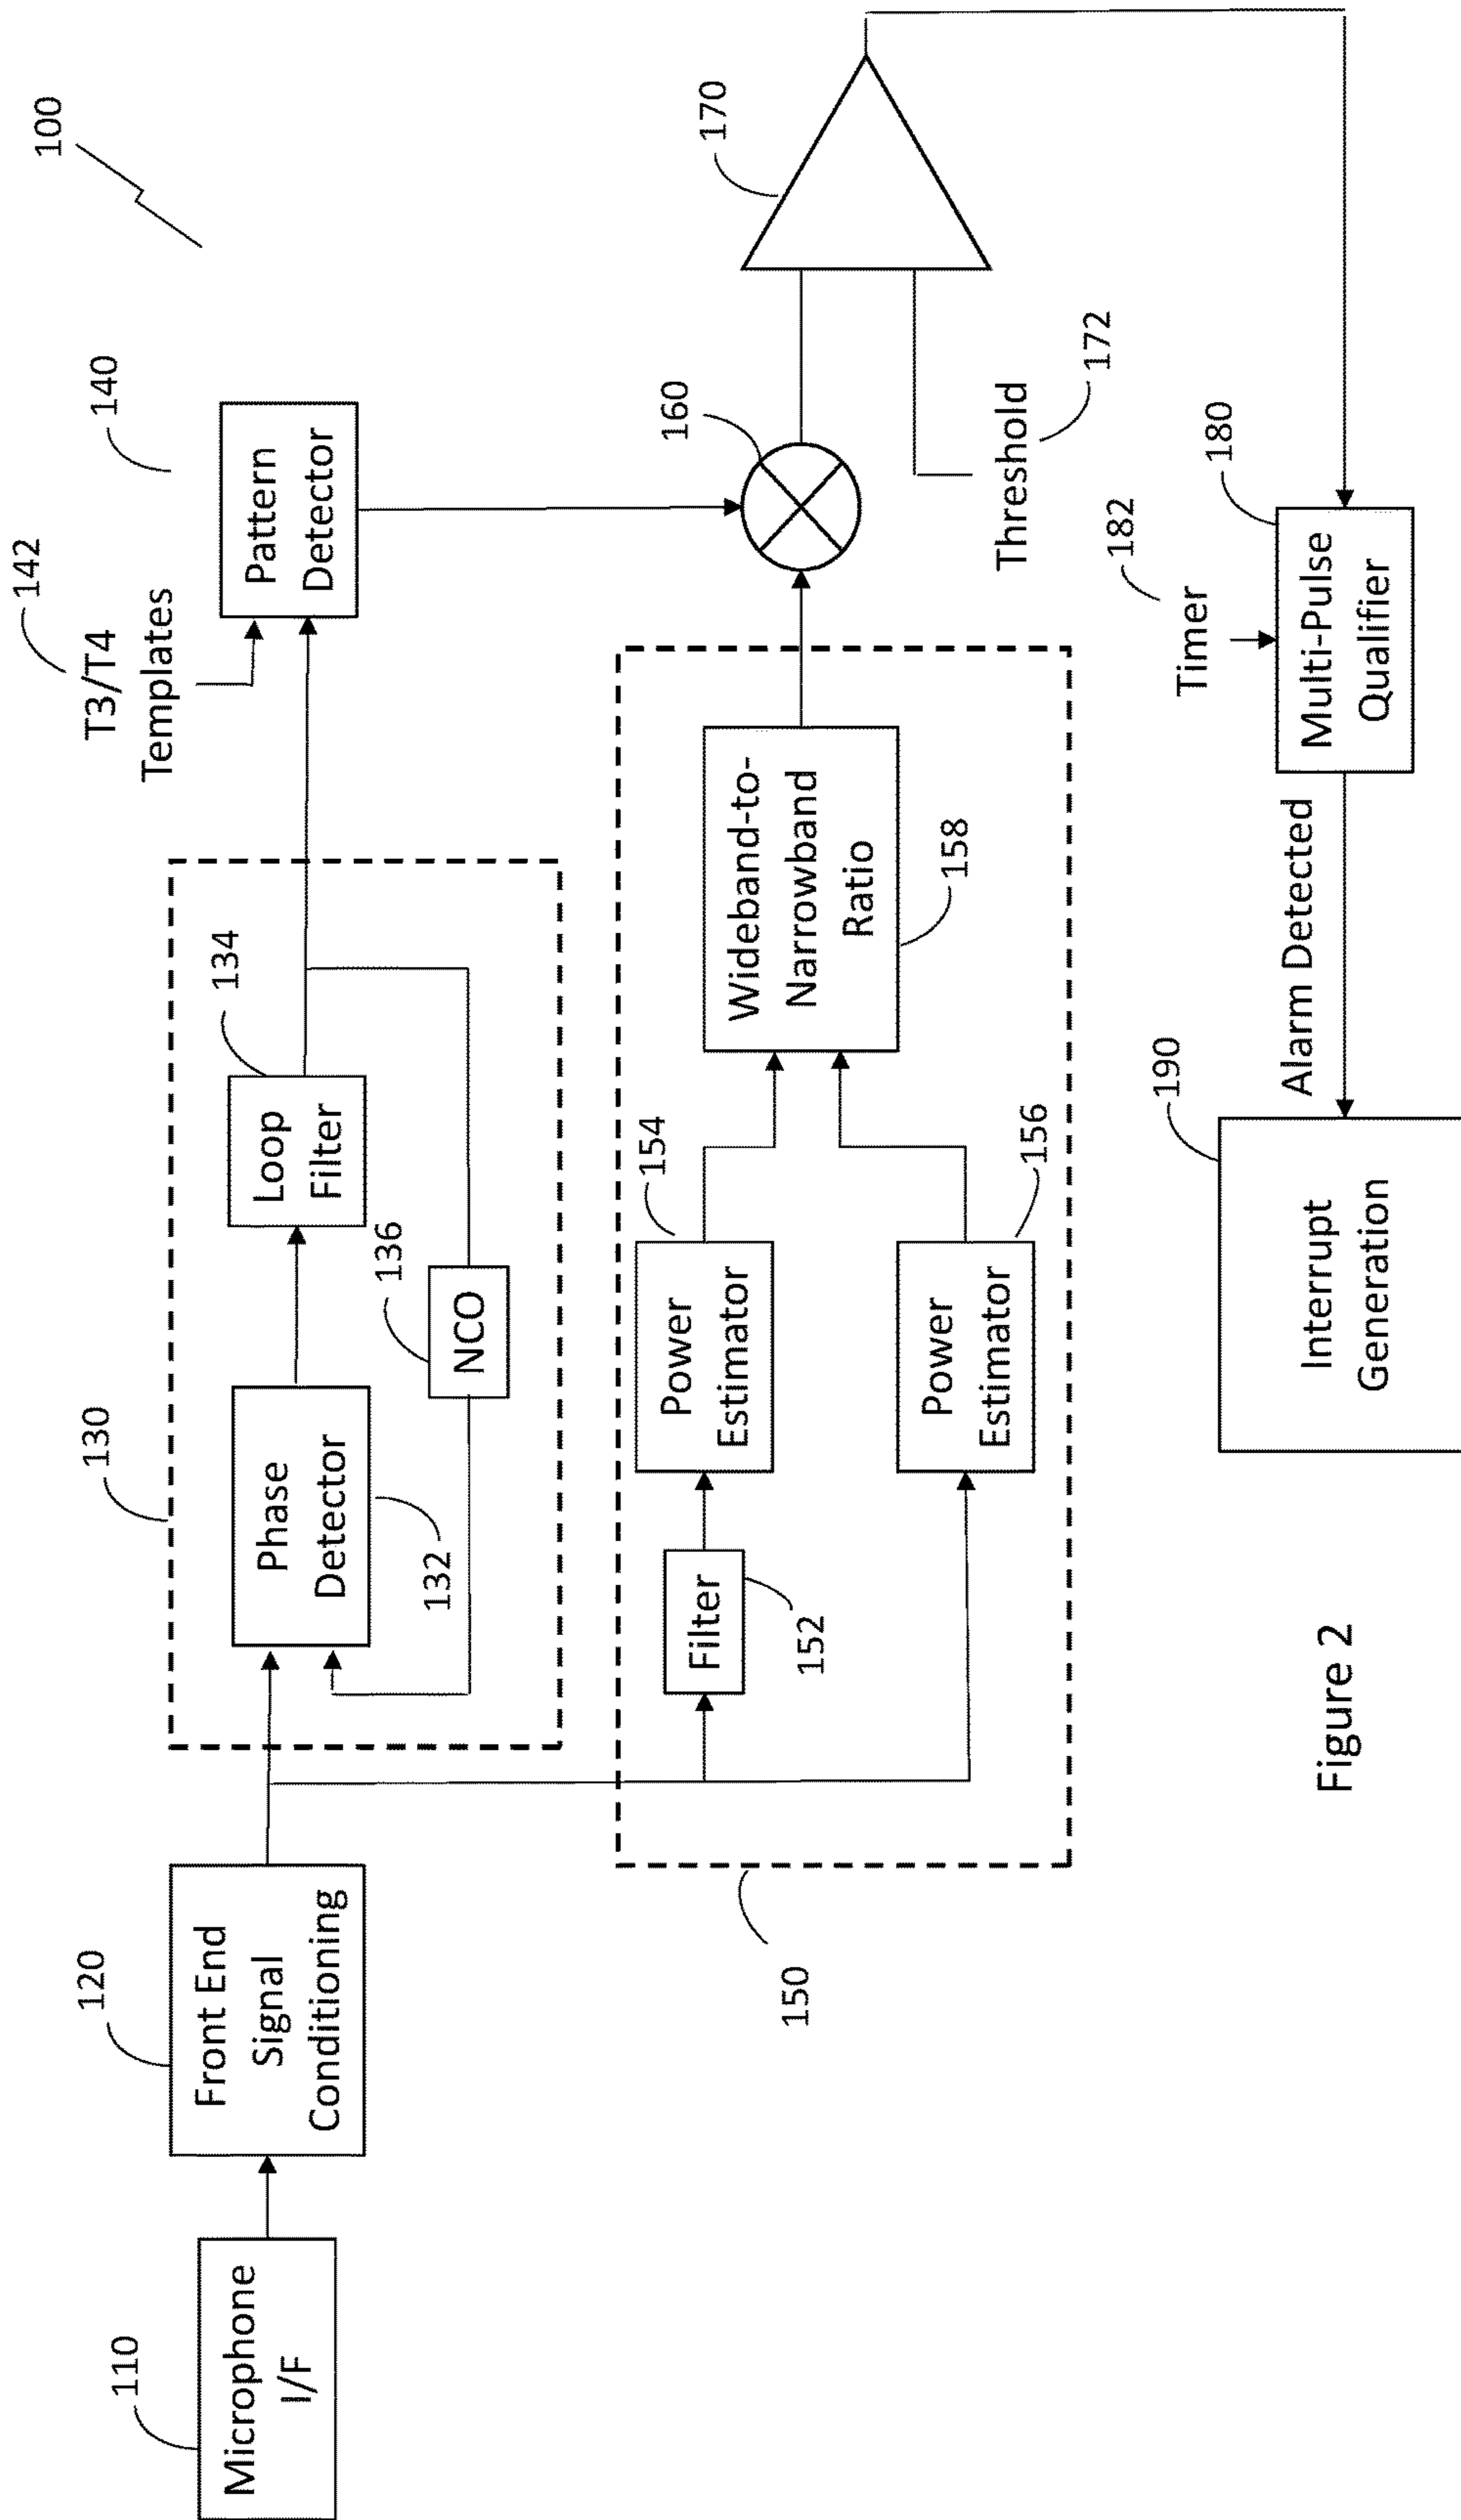 100
110
Microphone
I/F
120
Front End
Signal
Conditioning
130
Phase
Detector
132
Loop
Filter
134
NCO
136
T3/T4
Templates
142
Pattern
Detector
140
150
Filter
152
Power
Estimator
154
Power
Estimator
156
Wideband-to-
Narrowband
Ratio
158
160
170
Threshold
172
Timer
182
Multi-Pulse
Qualifier
180
Alarm Detected
190
Interrupt
Generation
Figure 2